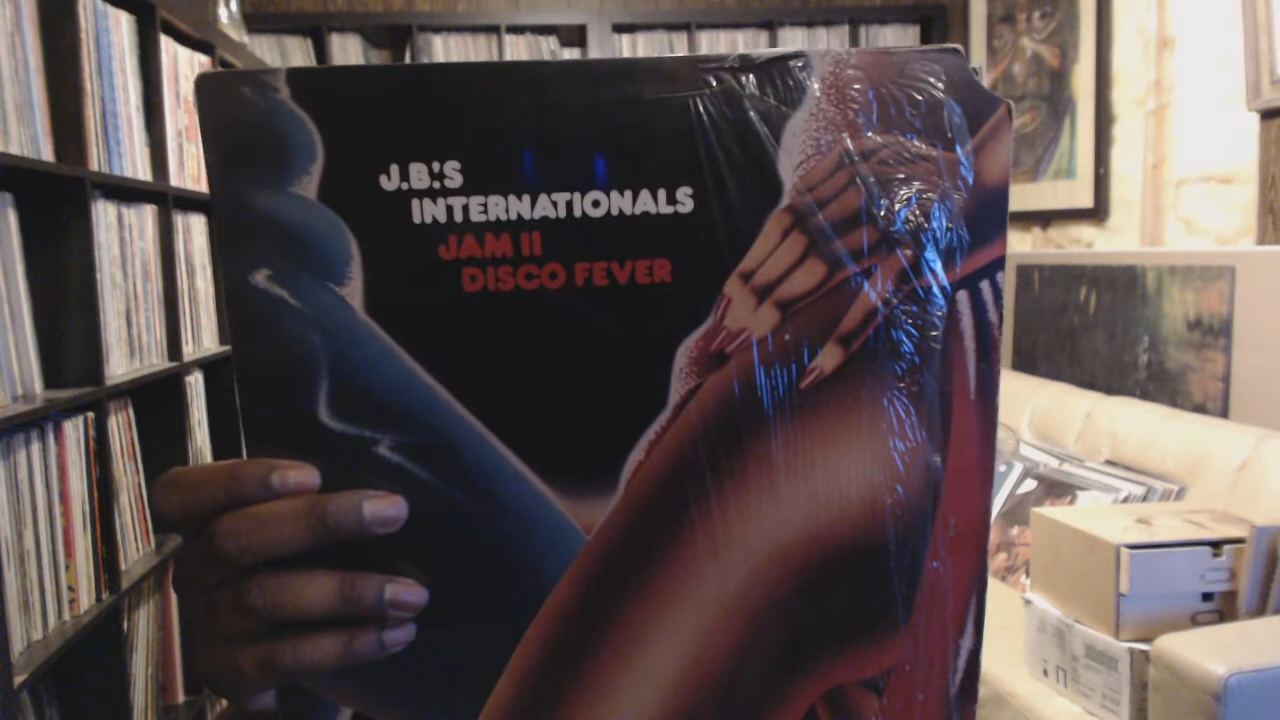 J.B.'S
INTERNATIONALS
JAM II
DISCO FEVER